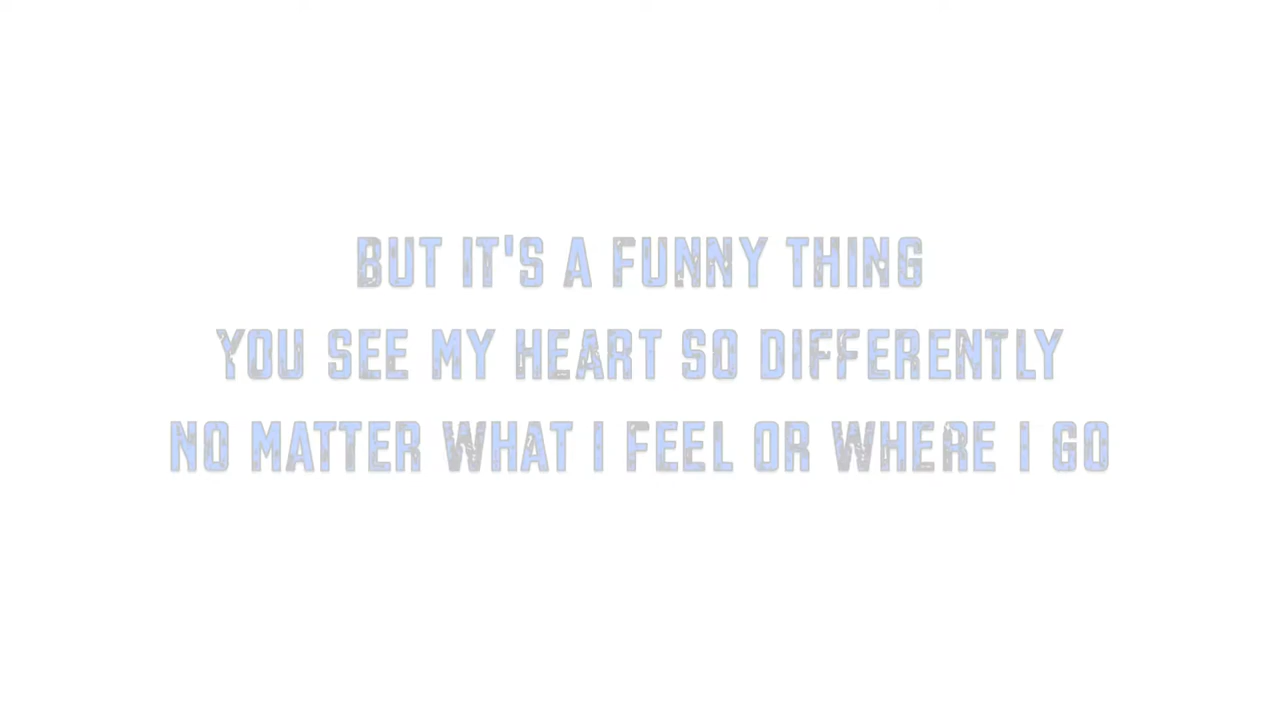 BUT IT'S A FUNNY THING
YOU SEE MY HEART SO DIFFERENTLY
NO MATTER WHAT I FEEL OR WHERE I GO